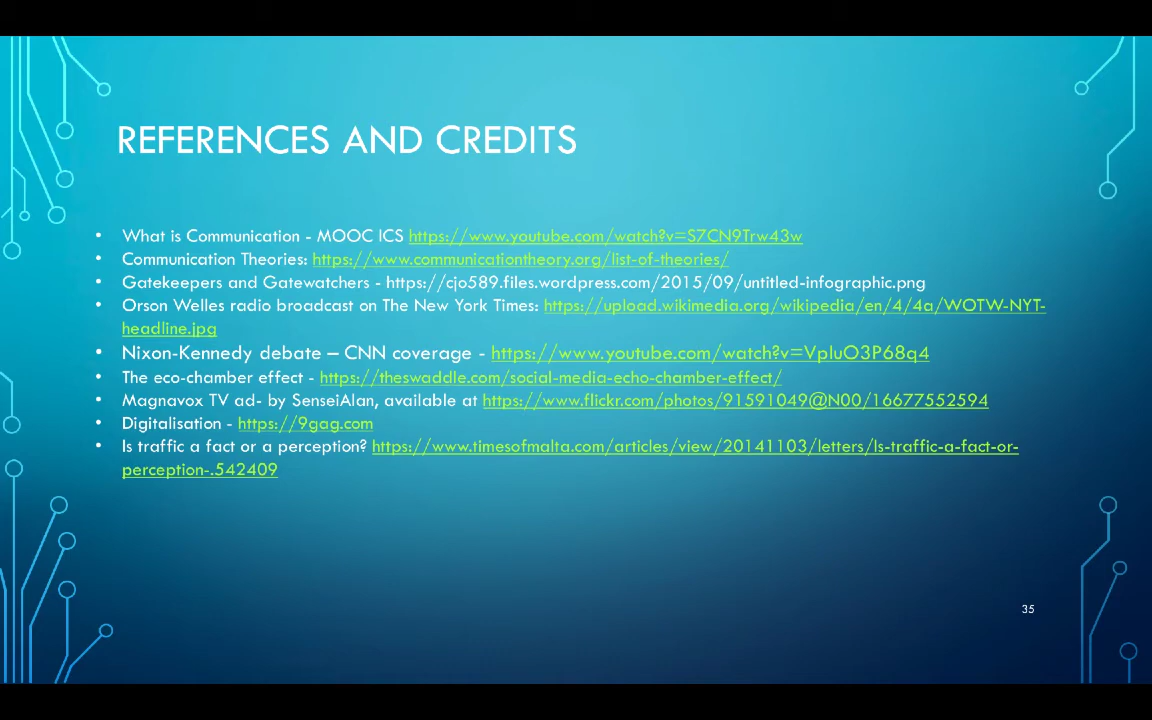 REFERENCES AND CREDITS
• What is Communication - MOOC ICS https://www.youtube.com/watch?v=S7CN9Trw43w
• Communication Theories: https://www.communicationtheory.org/list-of-theories/
• Gatekeepers and Gatewatchers - https://cjo589.files.wordpress.com/2015/09/untitled-infographic.png
• Orson Welles radio broadcast on The New York Times: https://upload.wikimedia.org/wikipedia/en/4/4a/WOTW-NYT-
headline.jpg
• Nixon-Kennedy debate – CNN coverage - https://www.youtube.com/watch?v=VpluO3P68q4
• The eco-chamber effect - https://theswaddle.com/social-media-echo-chamber-effect/
• Magnavox TV ad- by SenseiAlan, available at https://www.flickr.com/photos/91591049@N00/16677552594
• Digitalisation - https://9gag.com
• Is traffic a fact or a perception? https://www.timesofmalta.com/articles/view/20141103/letters/Is-traffic-a-fact-or-
perception-.542409
35